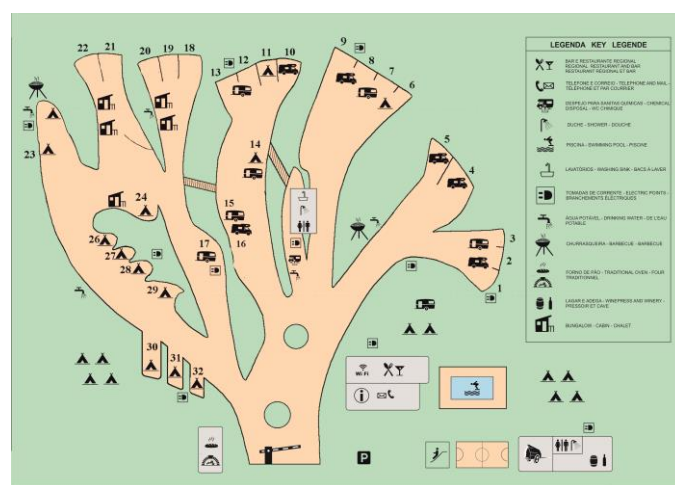 22 21 20 19 18
13 12 11 10
9 8 7 6
5 4
3 2 1
14
15
16
17
23
24
26
27
28
29
30
31
32
Wi Fi
P
LEGENDA KEY LEGENDE
BAR E RESTAURANTE REGIONAL
REGIONAL RESTAURANT AND BAR
RESTAURANT REGIONAL ET BAR
TELEFONE E CORREIO - TELEPHONE AND MAIL -
TÉLÉPHONE ET PAR COURRIER
DESPEJO PARA SANITAS QUIMICAS - CHEMICAL
DISPOSAL - WC CHIMIQUE
DUCHE - SHOWER - DOUCHE
PISCINA - SWIMMING POOL - PISCINE
LAVATÓRIOS - WASHING SINK - BACS A LAVER
TOMADAS DE CORRENTE - ELECTRIC POINTS -
BRANCHEMENTS ÉLECTRIQUES
ÁGUA POTÁVEL - DRINKING WATER - DE L'EAU
POTABLE
CHURRASQUEIRA - BARBECUE - BARBECUE
FORNO DE PÃO - TRADITIONAL OVEN - FOUR
TRADITIONNEL
LAGAR E ADEGA - WINEPRESS AND WINERY -
PRESSOIR ET CAVE
BUNGALOW - CABIN - CHALET